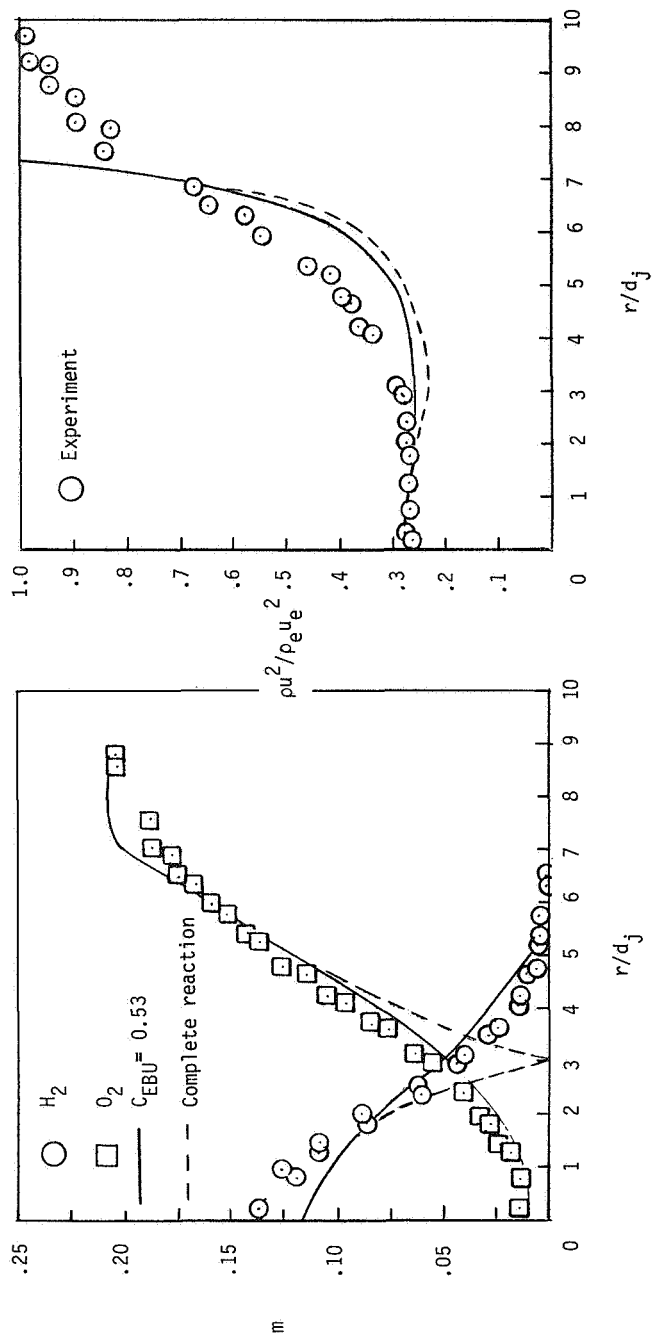 H2
O2
CEBU = 0.53
Complete reaction
.25
.20
.15
.10
.05
0
m
1 2 3 4 5 6 7 8 9 10
r/dj
Experiment
1.0
.9
.8
.7
.6
.5
.4
.3
.2
.1
0
ρu²/ρeue²
1 2 3 4 5 6 7 8 9 10
r/dj